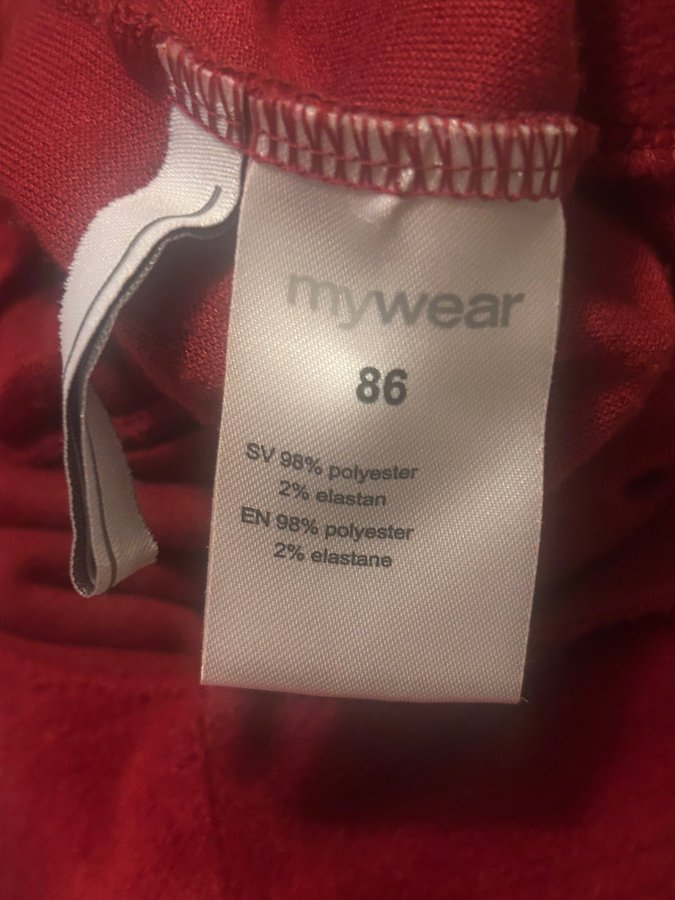 mywear
86
SV 98% polyester
2% elastan
EN 98% polyester
2% elastane